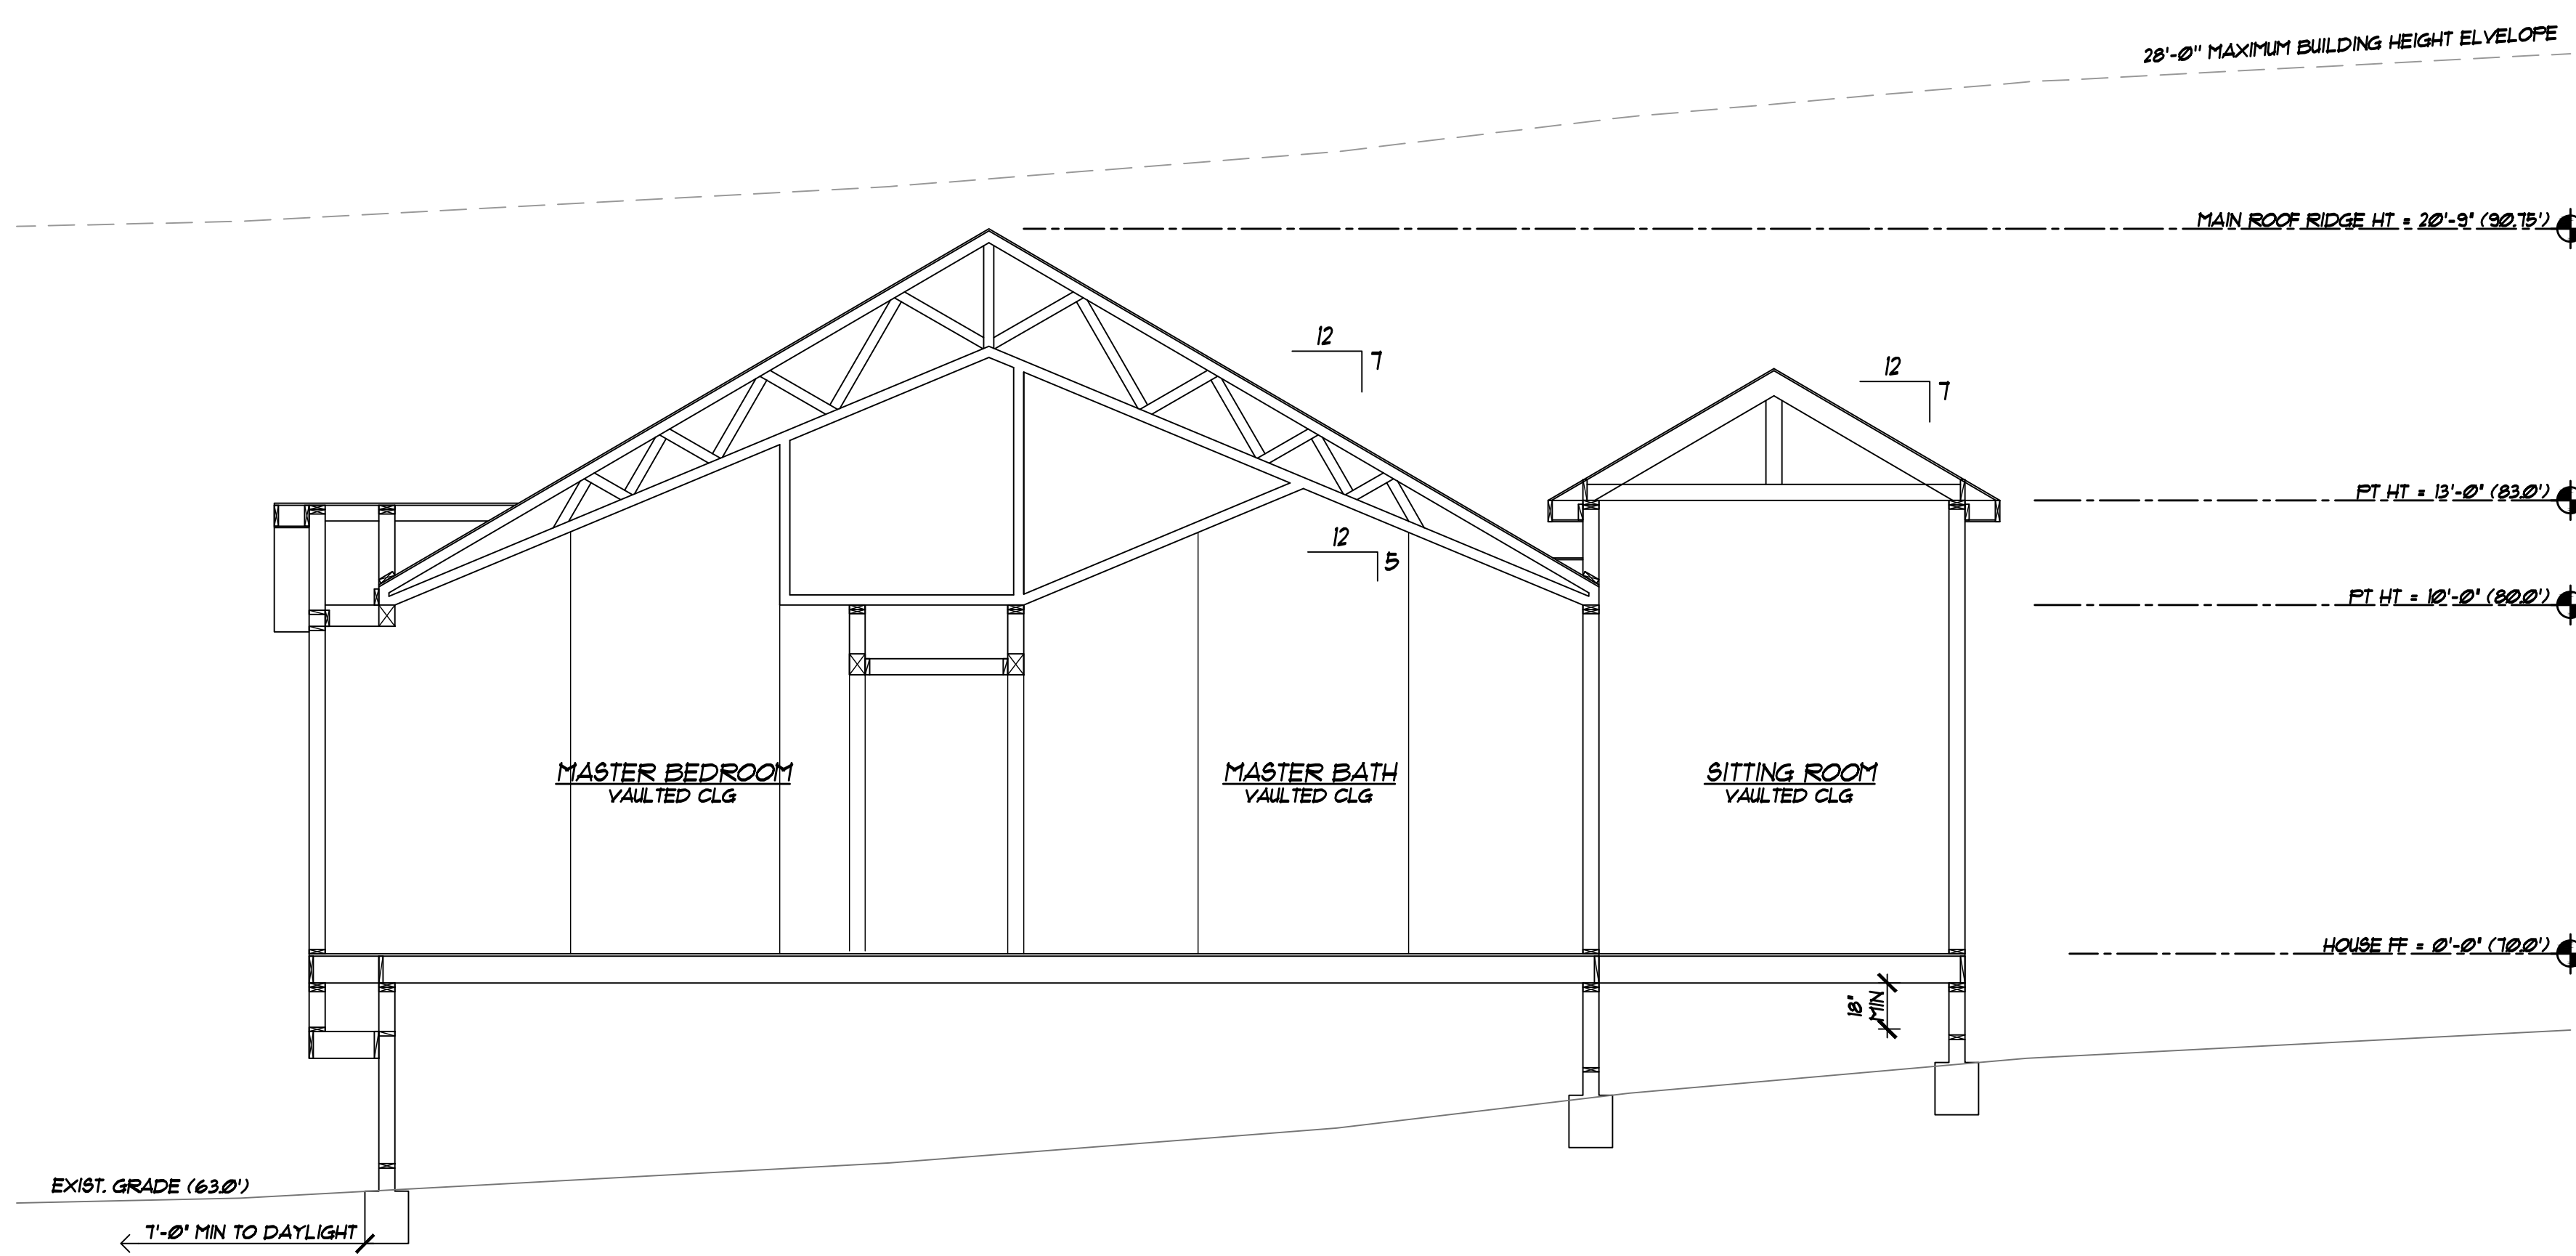 28'-0" MAXIMUM BUILDING HEIGHT ELVELOPE
MAIN ROOF RIDGE HT = 20'-9" (90.75')
12
7
12
7
PT HT = 13'-0" (83.0')
12
5
PT HT = 10'-0" (80.0')
MASTER BEDROOM
VAULTED CLG
MASTER BATH
VAULTED CLG
SITTING ROOM
VAULTED CLG
HOUSE FF = 0'-0" (70.0')
18"
MIN
EXIST. GRADE (63.0')
7'-0" MIN TO DAYLIGHT